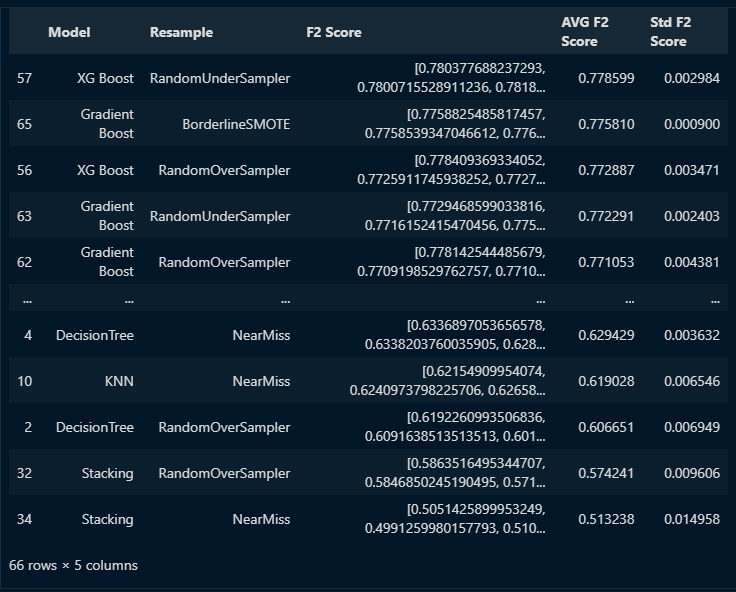 Model Resample F2 Score AVG F2 Score Std F2 Score
57 XG Boost RandomUnderSampler [0.780377688237293, 0.7800715528911236, 0.7818... 0.778599 0.002984
65 Gradient Boost BorderlineSMOTE [0.7758825485817457, 0.7758539347046612, 0.776... 0.775810 0.000900
56 XG Boost RandomOverSampler [0.778409369334052, 0.7725911745938252, 0.7727... 0.772887 0.003471
63 Gradient Boost RandomUnderSampler [0.7729468599033816, 0.7716152415470456, 0.775... 0.772291 0.002403
62 Gradient Boost RandomOverSampler [0.778142544485679, 0.7709198529762757, 0.7710... 0.771053 0.004381
... ... ... ... ... ...
4 DecisionTree NearMiss [0.6336897053656578, 0.6338203760035905, 0.628... 0.629429 0.003632
10 KNN NearMiss [0.62154909954074, 0.6240973798225706, 0.62658... 0.619028 0.006546
2 DecisionTree RandomOverSampler [0.6192260993506836, 0.6091638513513513, 0.601... 0.606651 0.006949
32 Stacking RandomOverSampler [0.5863516495344707, 0.5846850245190495, 0.571... 0.574241 0.009606
34 Stacking NearMiss [0.5051425899953249, 0.4991259980157793, 0.510... 0.513238 0.014958
66 rows × 5 columns